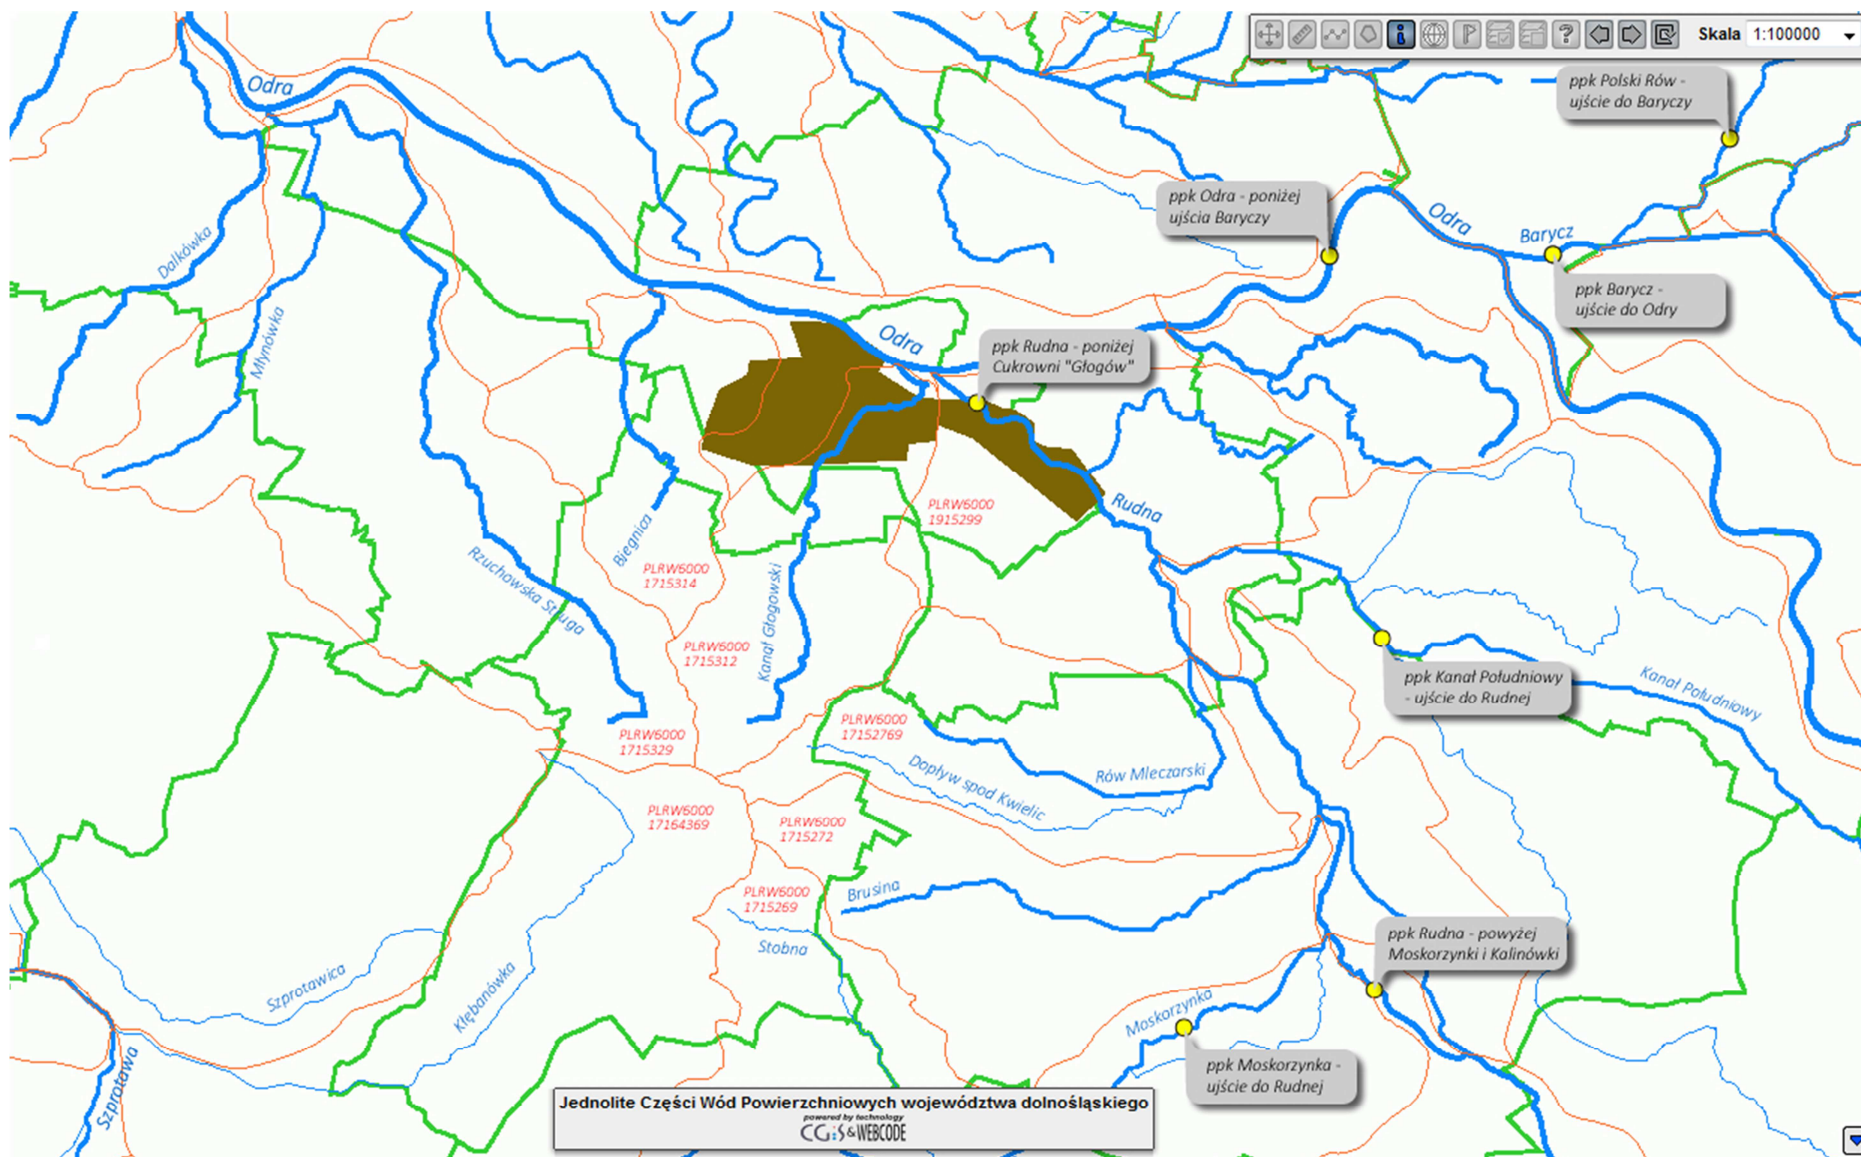 Skala 1:100000
ppk Polski Rów -
ujście do Baryczy
Odra
ppk Odra - poniżej
ujścia Baryczy
Odra
Barycz
Dalkówka
ppk Barycz -
ujście do Odry
Młynówka
Odra
ppk Rudna - poniżej
Cukrowni "Głogów"
PLRW6000
1915299
Rudna
Biegnica
Rzuchowska Struga
PLRW6000
1715314
Kanał Głogowski
PLRW6000
1715312
ppk Kanał Południowy
- ujście do Rudnej
Kanał Południowy
PLRW6000
1715329
PLRW6000
17152769
Dopływ spod Kwielic
Rów Mleczarski
PLRW6000
17164369
PLRW6000
1715272
PLRW6000
1715269
Brusina
Stobna
ppk Rudna - powyżej
Moskorzynki i Kalinówki
Szprotawica
Kłębanówka
Moskorzynka
Szprotawa
ppk Moskorzynka -
ujście do Rudnej
Jednolite Części Wód Powierzchniowych województwa dolnośląskiego
powered by technology
CGiS & WEBCODE